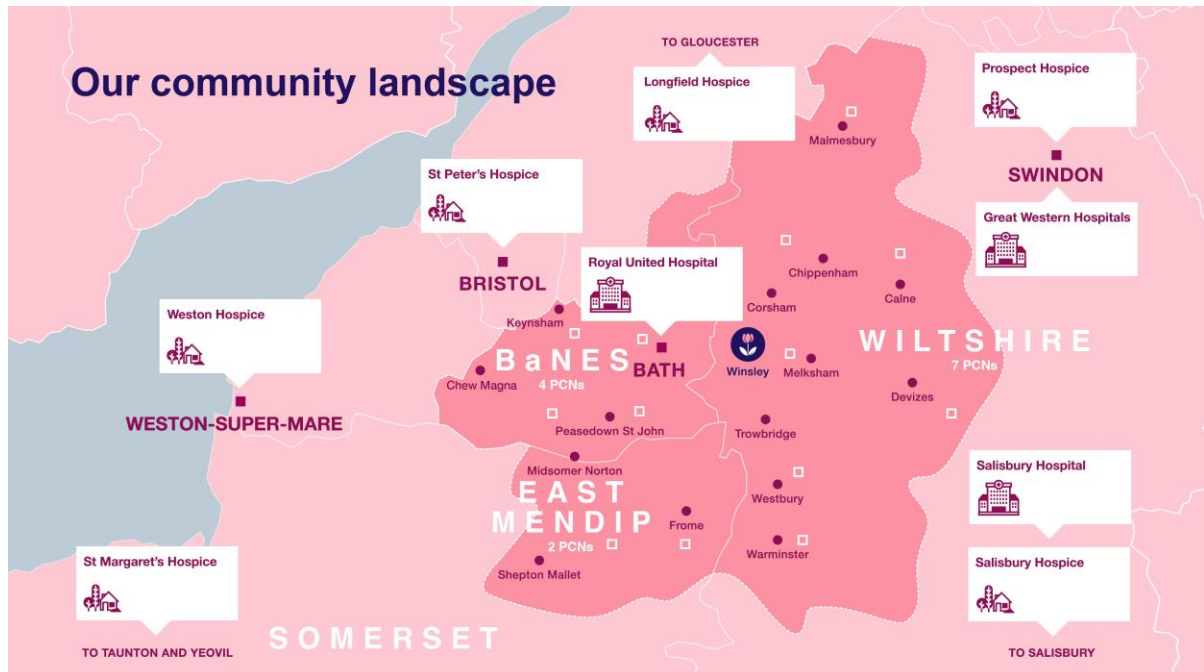 Our community landscape
TO GLOUCESTER
Longfield Hospice
Prospect Hospice
Malmesbury
SWINDON
Great Western Hospitals
St Peter's Hospice
BRISTOL
Royal United Hospital
Chippenham
Calne
Corsham
Weston Hospice
WESTON-SUPER-MARE
Keynsham
BaNES
4 PCNs
BATH
Chew Magna
Peasedown St John
Winsley
Melksham
WILTSHIRE
7 PCNs
Devizes
Trowbridge
Midsomer Norton
EAST
MENDIP
2 PCNs
Frome
Shepton Mallet
Westbury
Warminster
Salisbury Hospital
Salisbury Hospice
TO SALISBURY
St Margaret's Hospice
TO TAUNTON AND YEOVIL
SOMERSET